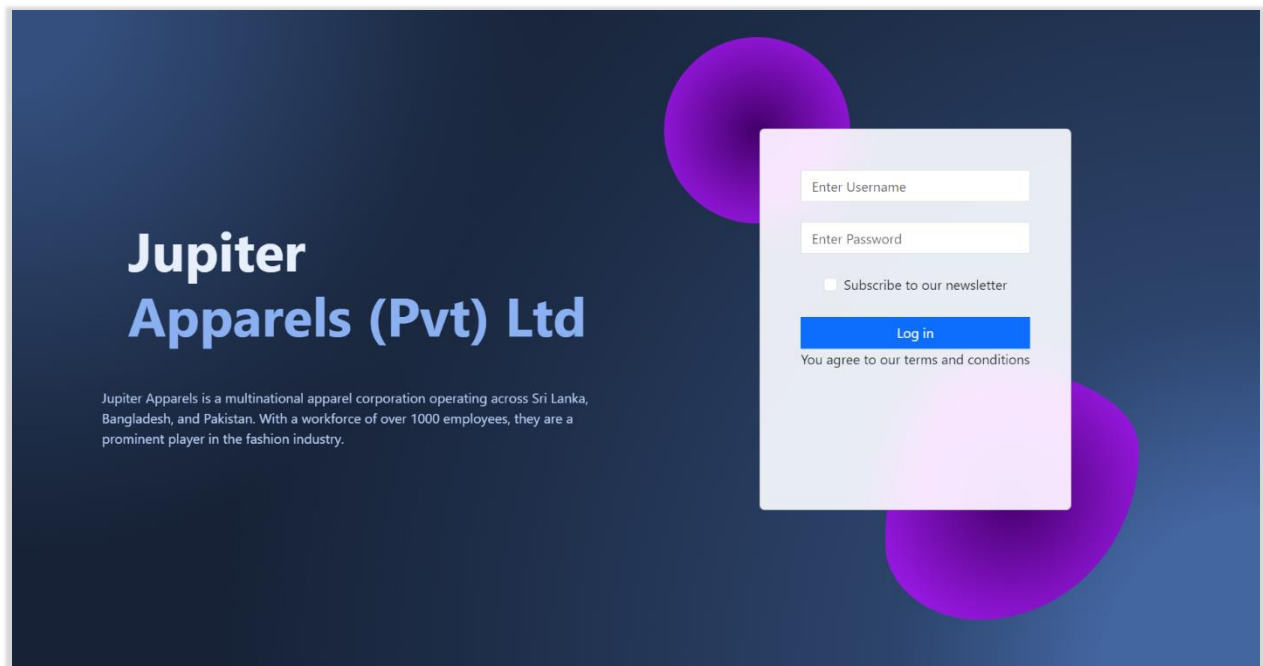 Jupiter
Apparels (Pvt) Ltd
Jupiter Apparels is a multinational apparel corporation operating across Sri Lanka,
Bangladesh, and Pakistan. With a workforce of over 1000 employees, they are a
prominent player in the fashion industry.
Enter Username
Enter Password
Subscribe to our newsletter
Log in
You agree to our terms and conditions